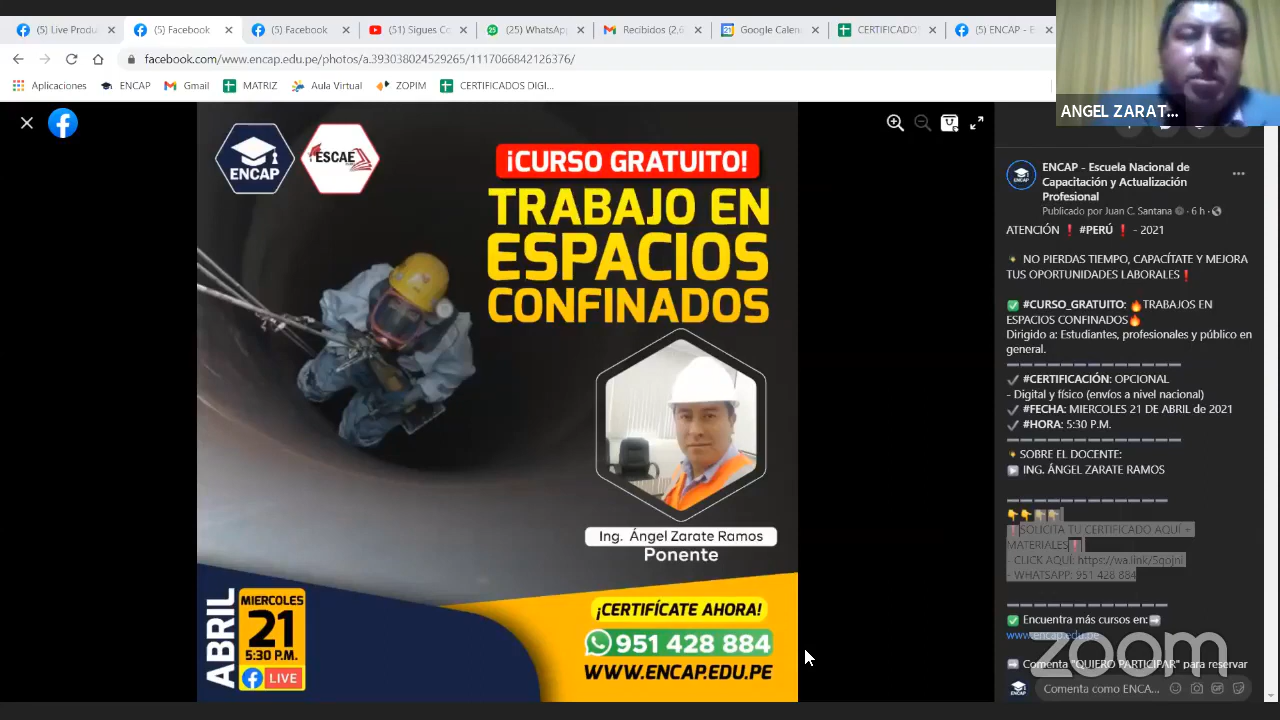 (5) Live Produ
(5) Facebook
(5) Facebook
(51) Sigues Co
(25) WhatsApp
Recibidos (2,6
Google Calen
CERTIFICADO
(5) ENCAP - E
facebook.com/www.encap.edu.pe/photos/a.393038024529265/1117066842126376/
Aplicaciones
ENCAP
Gmail
MATRIZ
Aula Virtual
ZOPIM
CERTIFICADOS DIGI...
ANGEL ZARAT...
ENCAP
ESCAE
¡CURSO GRATUITO!
TRABAJO EN
ESPACIOS
CONFINADOS
Ing. Ángel Zarate Ramos
Ponente
ABRIL
MIERCOLES
21
5:30 P.M.
LIVE
¡CERTIFÍCATE AHORA!
951 428 884
WWW.ENCAP.EDU.PE
ENCAP - Escuela Nacional de
Capacitación y Actualización
Profesional
Publicado por Juan C. Santana · 6 h ·
ATENCIÓN ❗ #PERÚ ❗ - 2021
NO PIERDAS TIEMPO, CAPACÍTATE Y MEJORA
TUS OPORTUNIDADES LABORALES❗
✅ #CURSO_GRATUITO: 🔥TRABAJOS EN
ESPACIOS CONFINADOS🔥
Dirigido a: Estudiantes, profesionales y público en
general.
✔ #CERTIFICACIÓN: OPCIONAL
- Digital y físico (envíos a nivel nacional)
✔ #FECHA: MIERCOLES 21 DE ABRIL de 2021
✔ #HORA: 5:30 P.M.
SOBRE EL DOCENTE:
ING. ÁNGEL ZARATE RAMOS
👇👇👇👇
❗SOLICITA TU CERTIFICADO AQUÍ +
MATERIALES❗
- CLICK AQUÍ: https://wa.link/5qojni
- WHATSAPP: 951 428 884
✅ Encuentra más cursos en:➡
www.encap.edu.pe
➡ Comenta "QUIERO PARTICIPAR" para reservar
Comenta como ENCA...
zoom